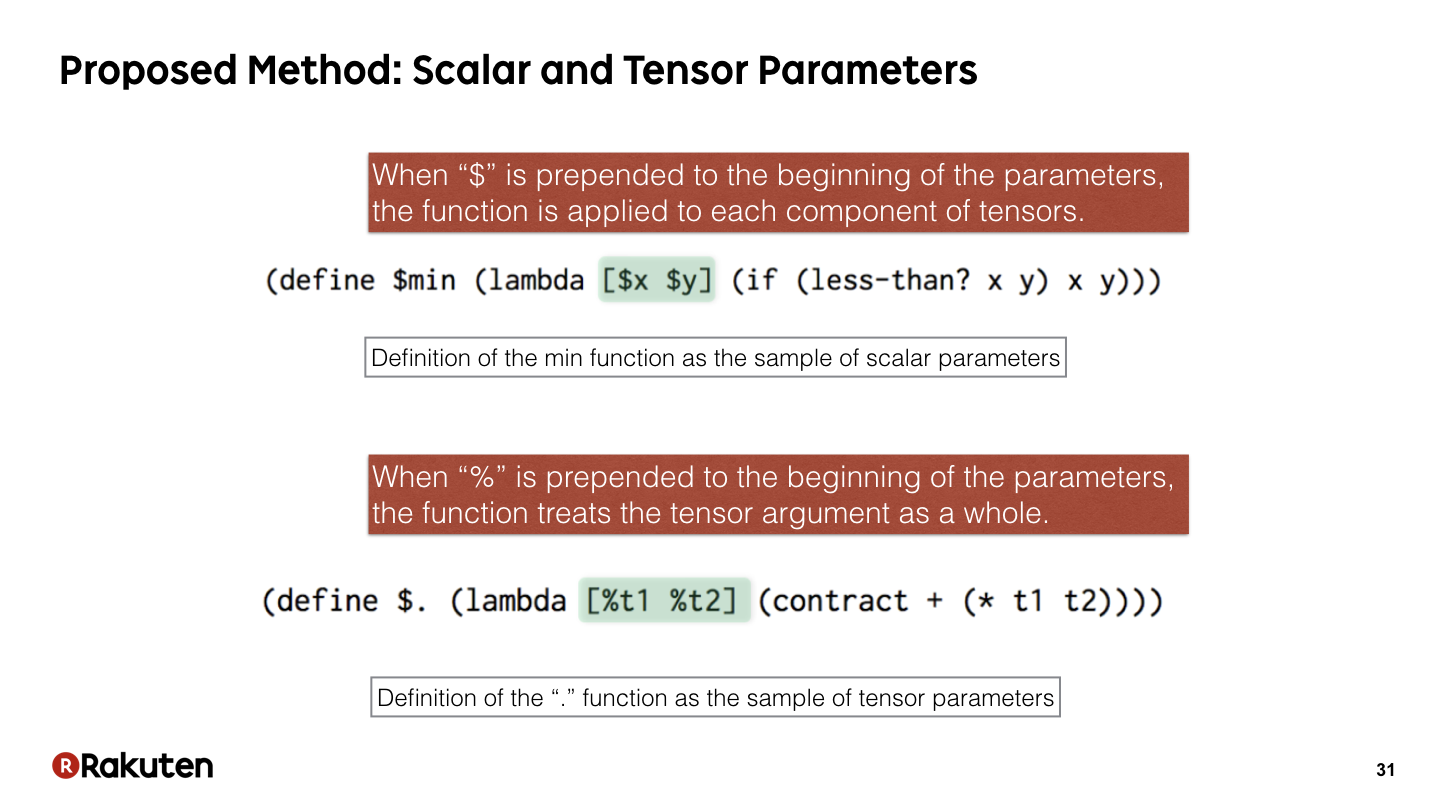 Proposed Method: Scalar and Tensor Parameters
When “$” is prepended to the beginning of the parameters,
the function is applied to each component of tensors.
(define $min (lambda [$x $y] (if (less-than? x y) x y)))
Definition of the min function as the sample of scalar parameters
When “%” is prepended to the beginning of the parameters,
the function treats the tensor argument as a whole.
(define $. (lambda [%t1 %t2] (contract + (* t1 t2))))
Definition of the “.” function as the sample of tensor parameters
R Rakuten
31